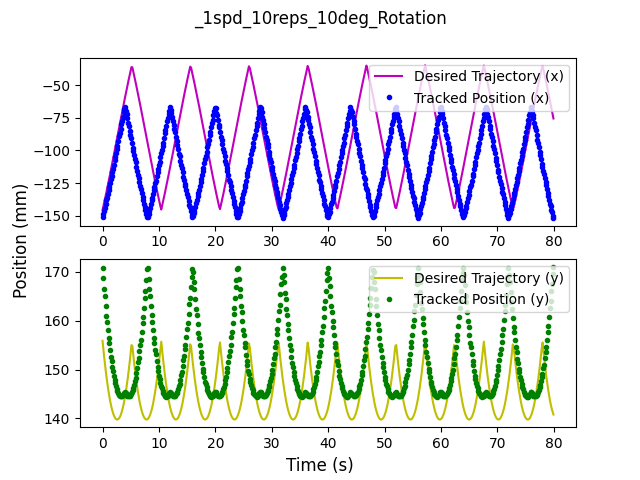 _1spd_10reps_10deg_Rotation
Desired Trajectory (x)
Tracked Position (x)
−50
−75
−100
−125
−150
0 10 20 30 40 50 60 70 80
Position (mm)
Desired Trajectory (y)
Tracked Position (y)
170
160
150
140
0 10 20 30 40 50 60 70 80
Time (s)